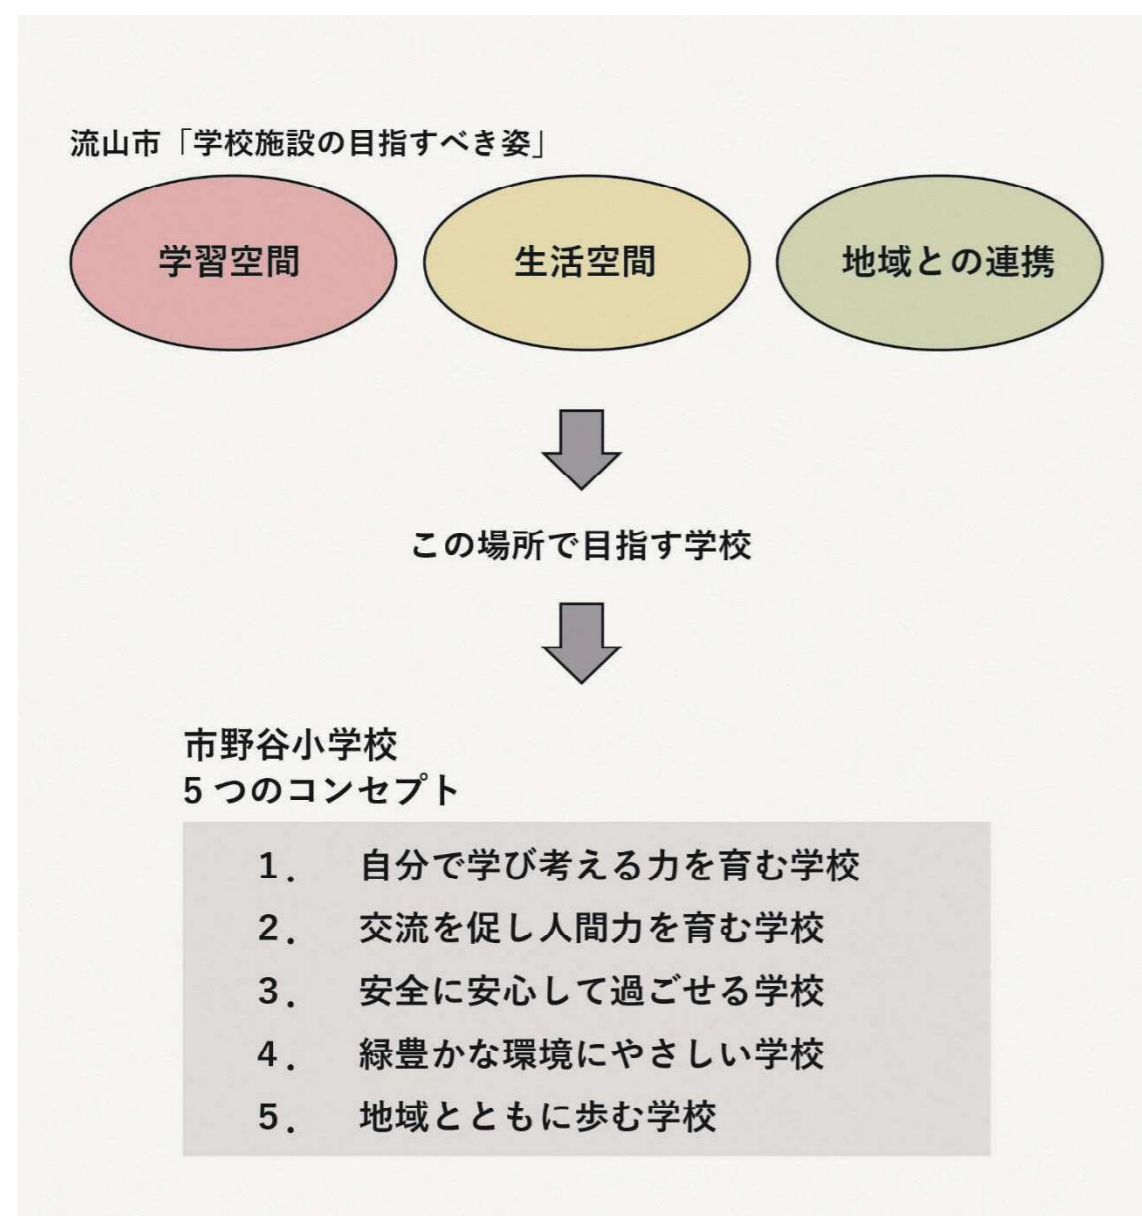 流山市「学校施設の目指すべき姿」
学習空間
生活空間
地域との連携
この場所で目指す学校
市野谷小学校
5つのコンセプト
1. 自分で学び考える力を育む学校
2. 交流を促し人間力を育む学校
3. 安全に安心して過ごせる学校
4. 緑豊かな環境にやさしい学校
5. 地域とともに歩む学校